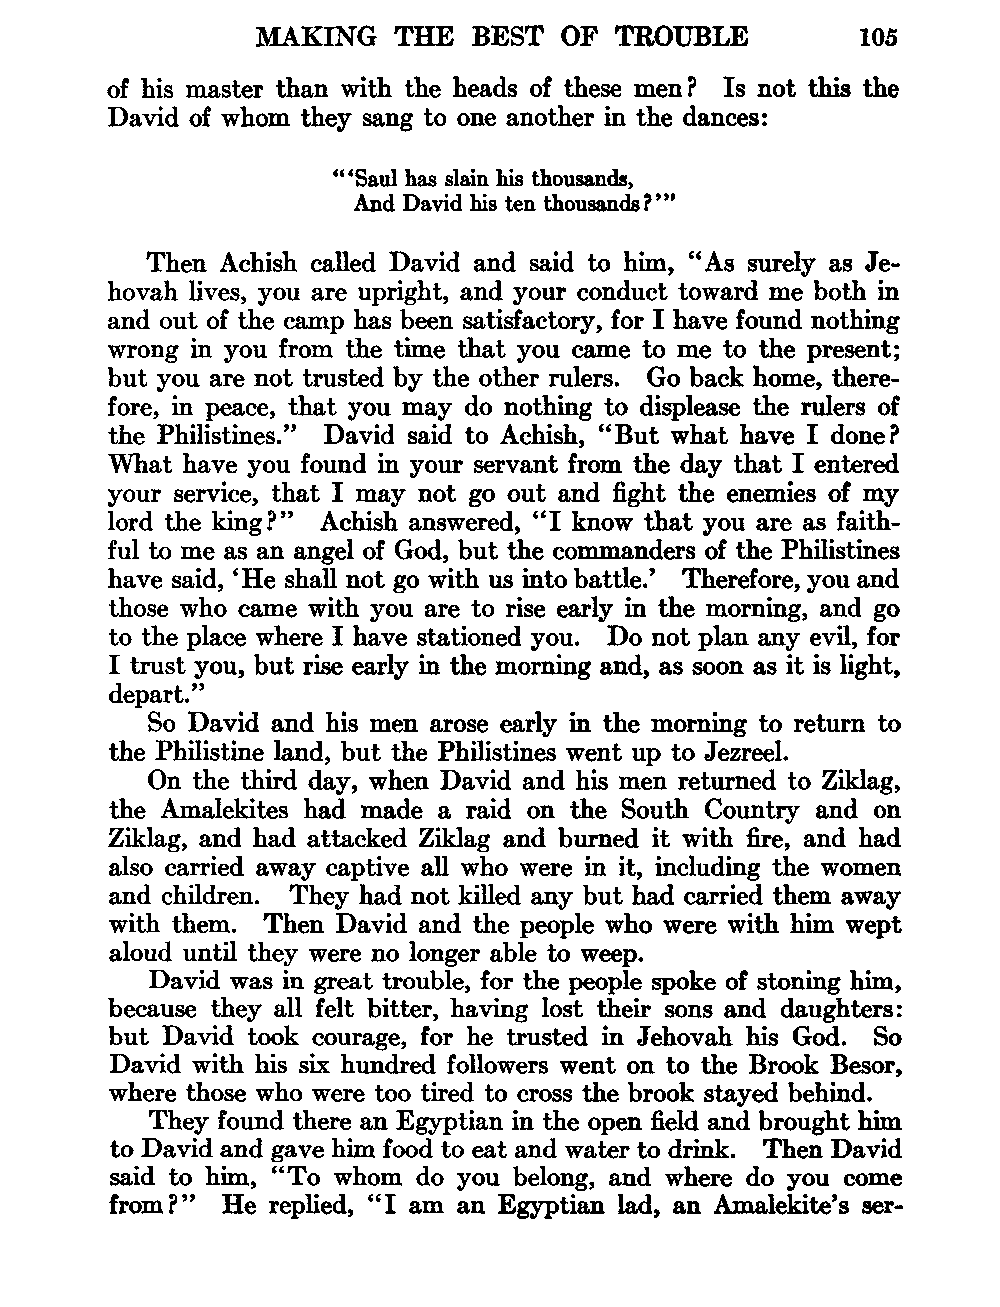 MAKING THE BEST OF TROUBLE 105
of his master than with the heads of these men? Is not this the
David of whom they sang to one another in the dances:
“‘Saul has slain his thousands,
And David his ten thousands?’”
Then Achish called David and said to him, “As surely as Je-
hovah lives, you are upright, and your conduct toward me both in
and out of the camp has been satisfactory, for I have found nothing
wrong in you from the time that you came to me to the present;
but you are not trusted by the other rulers. Go back home, there-
fore, in peace, that you may do nothing to displease the rulers of
the Philistines.” David said to Achish, “But what have I done?
What have you found in your servant from the day that I entered
your service, that I may not go out and fight the enemies of my
lord the king?” Achish answered, “I know that you are as faith-
ful to me as an angel of God, but the commanders of the Philistines
have said, ‘He shall not go with us into battle.’ Therefore, you and
those who came with you are to rise early in the morning, and go
to the place where I have stationed you. Do not plan any evil, for
I trust you, but rise early in the morning and, as soon as it is light,
depart.”
So David and his men arose early in the morning to return to
the Philistine land, but the Philistines went up to Jezreel.
On the third day, when David and his men returned to Ziklag,
the Amalekites had made a raid on the South Country and on
Ziklag, and had attacked Ziklag and burned it with fire, and had
also carried away captive all who were in it, including the women
and children. They had not killed any but had carried them away
with them. Then David and the people who were with him wept
aloud until they were no longer able to weep.
David was in great trouble, for the people spoke of stoning him,
because they all felt bitter, having lost their sons and daughters:
but David took courage, for he trusted in Jehovah his God. So
David with his six hundred followers went on to the Brook Besor,
where those who were too tired to cross the brook stayed behind.
They found there an Egyptian in the open field and brought him
to David and gave him food to eat and water to drink. Then David
said to him, “To whom do you belong, and where do you come
from?” He replied, “I am an Egyptian lad, an Amalekite’s ser-